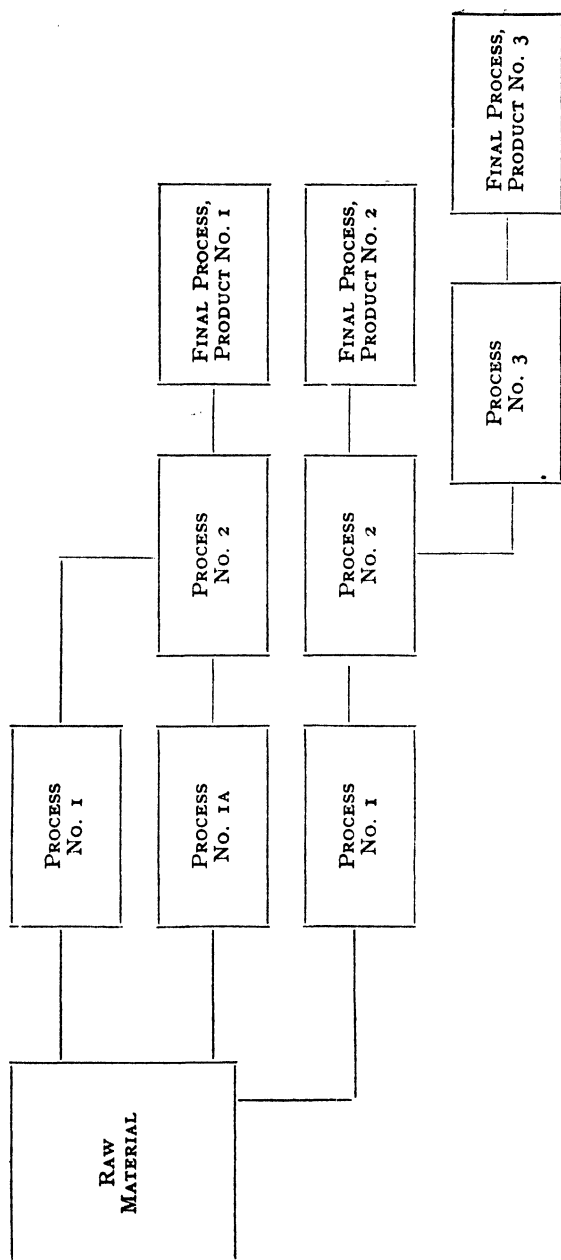 RAW
MATERIAL
PROCESS
No. 1
PROCESS
No. 1A
PROCESS
No. 1
PROCESS
No. 2
PROCESS
No. 2
PROCESS
No. 3
FINAL PROCESS,
PRODUCT No. 1
FINAL PROCESS,
PRODUCT No. 2
FINAL PROCESS,
PRODUCT No. 3